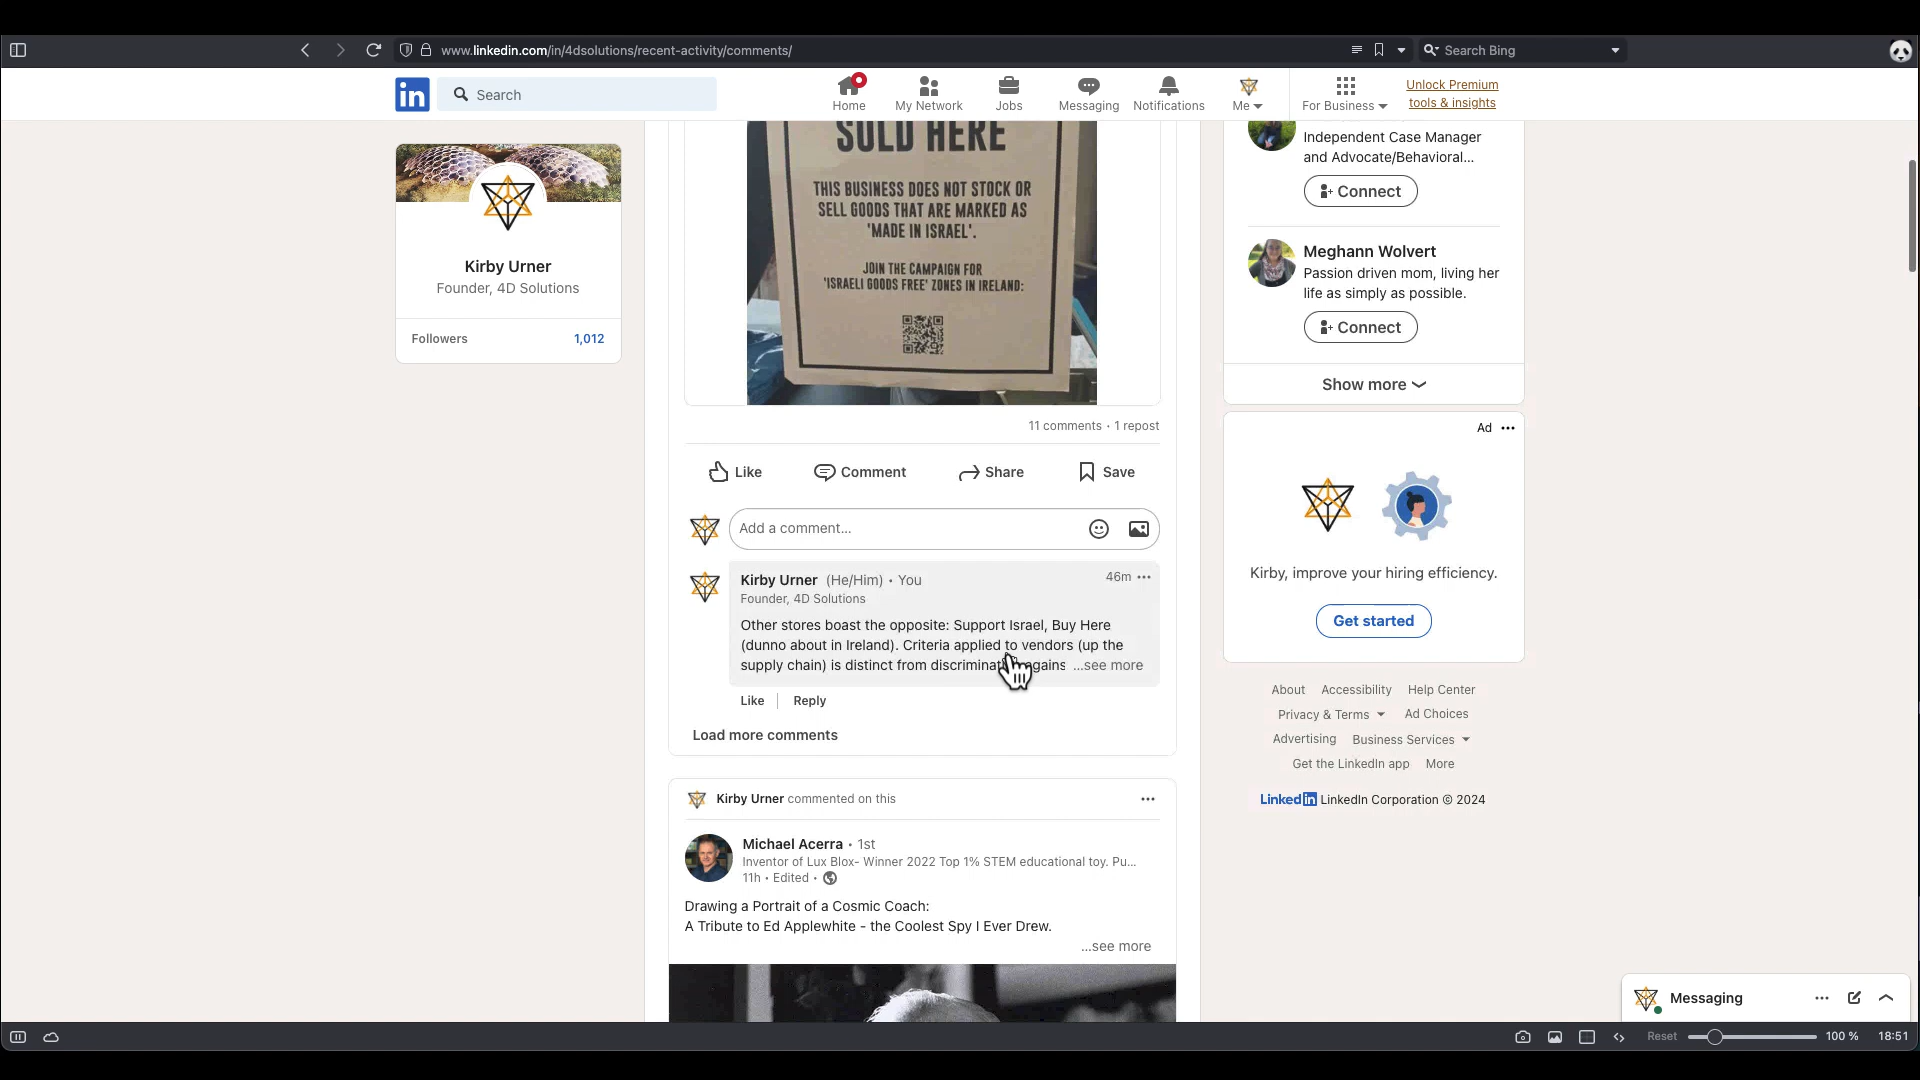 www.linkedin.com/in/4dsolutions/recent-activity/comments/
Search Bing
in
Search
Home
My Network
Jobs
Messaging
Notifications
Me
For Business
Unlock Premium
tools & insights
Kirby Urner
Founder, 4D Solutions
Followers
1,012
SOLD HERE
THIS BUSINESS DOES NOT STOCK OR
SELL GOODS THAT ARE MARKED AS
'MADE IN ISRAEL'.
JOIN THE CAMPAIGN FOR
'ISRAELI GOODS FREE' ZONES IN IRELAND:
11 comments • 1 repost
Like
Comment
Share
Save
Add a comment...
Kirby Urner (He/Him) • You
46m
Founder, 4D Solutions
Other stores boast the opposite: Support Israel, Buy Here
(dunno about in Ireland). Criteria applied to vendors (up the
supply chain) is distinct from ...see more
Like
Reply
Load more comments
Kirby Urner commented on this
Michael Acerra • 1st
Inventor of Lux Blox- Winner 2022 Top 1% STEM educational toy. Pu...
11h • Edited •
Drawing a Portrait of a Cosmic Coach:
A Tribute to Ed Applewhite - the Coolest Spy I Ever Drew.
...see more
Independent Case Manager
and Advocate/Behavioral...
Connect
Meghann Wolvert
Passion driven mom, living her
life as simply as possible.
Connect
Show more
Ad
Kirby, improve your hiring efficiency.
Get started
About
Accessibility
Help Center
Privacy & Terms
Ad Choices
Advertising
Business Services
Get the LinkedIn app
More
LinkedIn LinkedIn Corporation © 2024
Messaging
Reset
100 %
18:51